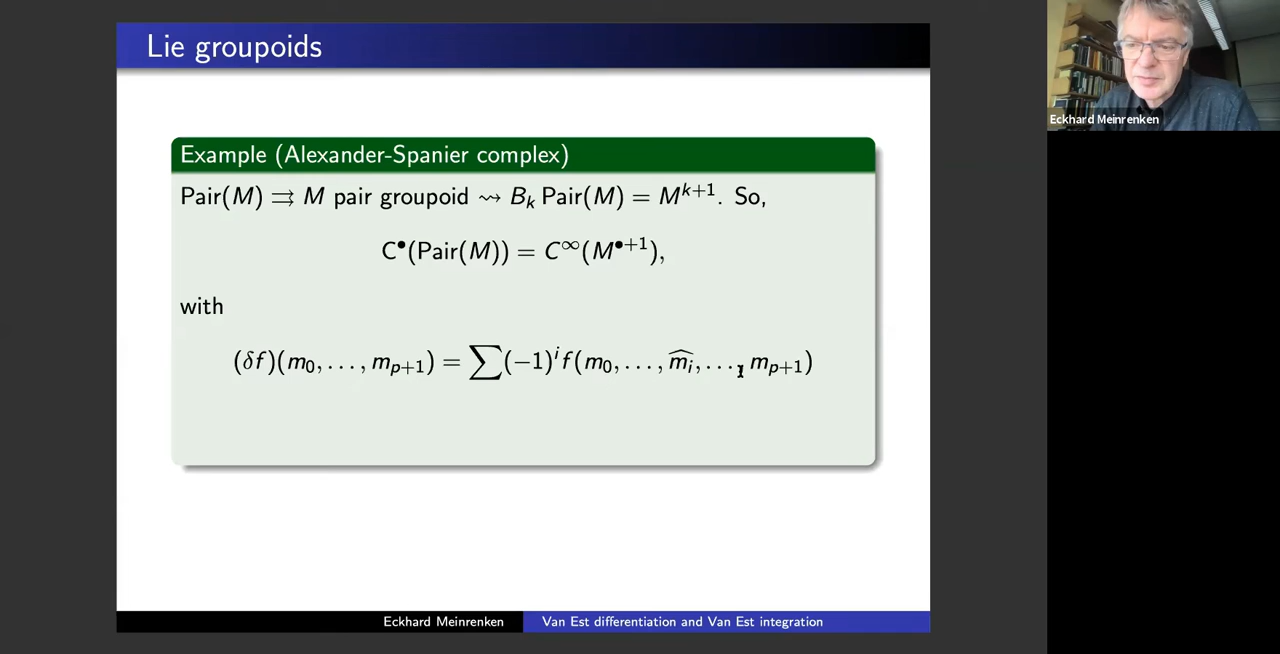 Lie groupoids
Example (Alexander-Spanier complex)
Pair(M) ⇉ M pair groupoid ⇝ B_k Pair(M) = M^{k+1}. So,
C^•(Pair(M)) = C^∞(M^{•+1}),
with
(δf)(m_0, …, m_{p+1}) = ∑(−1)^i f(m_0, …, \widehat{m_i}, …, m_{p+1})
Eckhard Meinrenken Van Est differentiation and Van Est integration
Eckhard Meinrenken